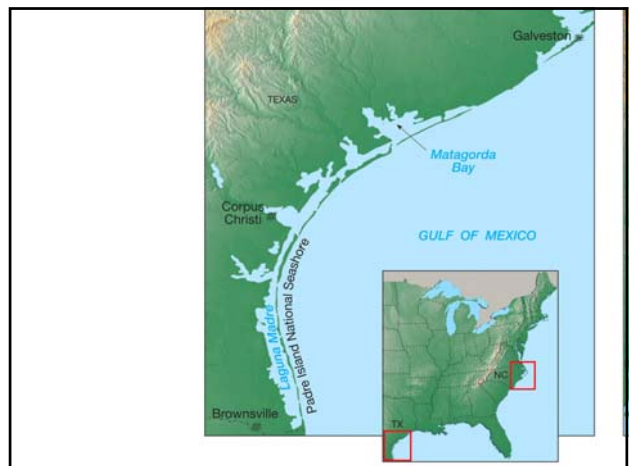 Galveston
TEXAS
Matagorda
Bay
Corpus
Christi
GULF OF MEXICO
Padre Island National Seashore
Laguna Madre
NC
Brownsville
TX